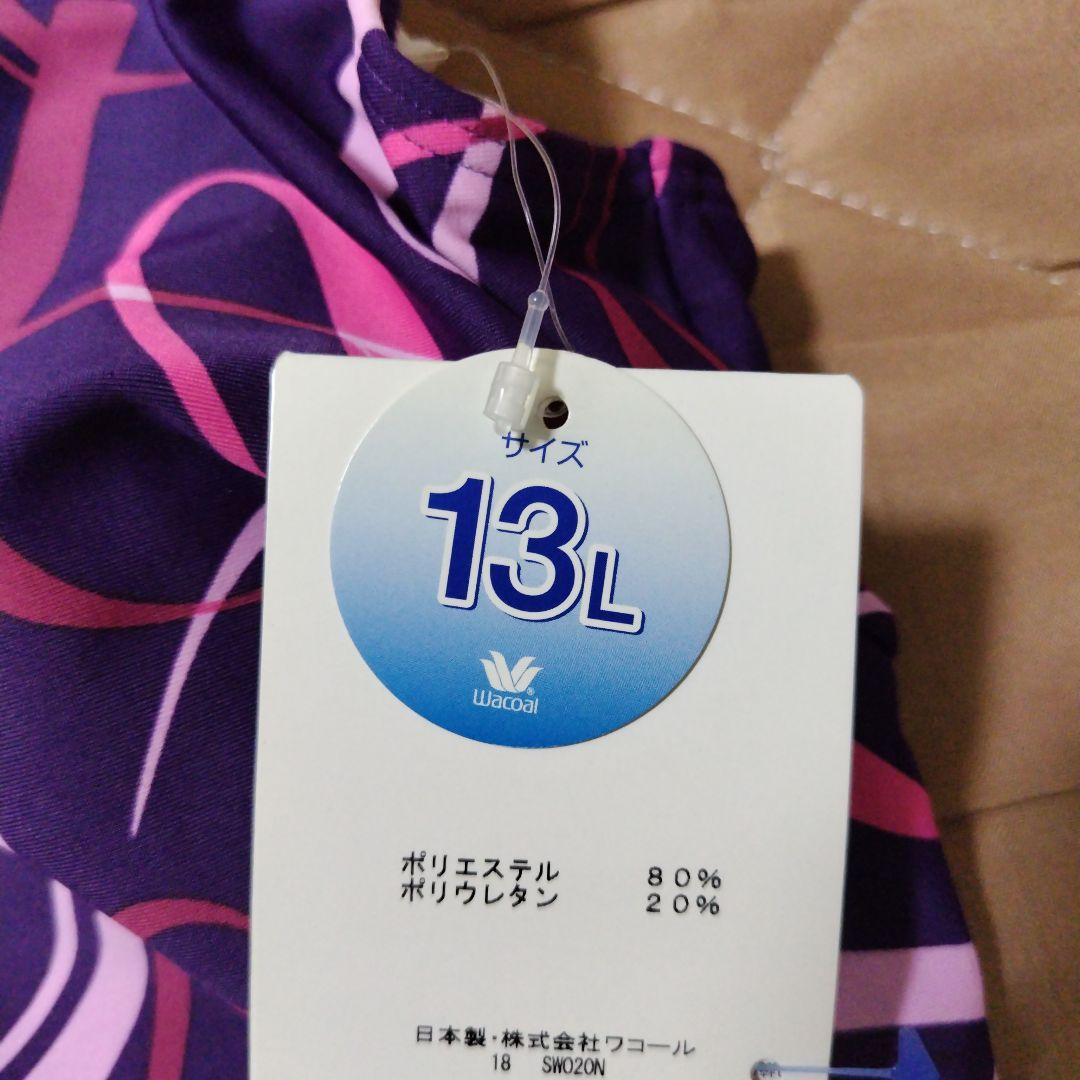 サイズ
13L
Wacoal®
ポリエステル 80%
ポリウレタン 20%
日本製・株式会社ワコール
18 SW020N